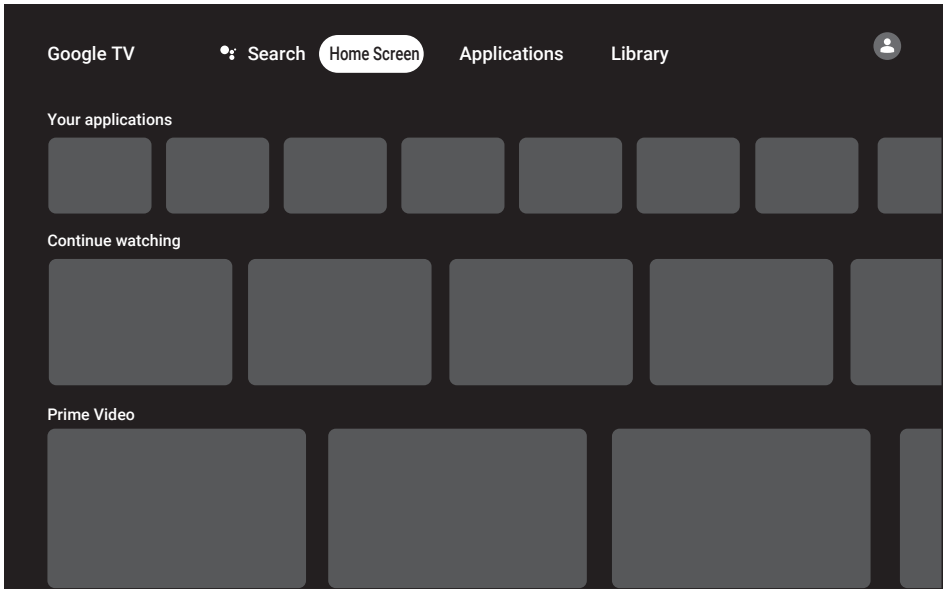 Google TV Search Home Screen Applications Library
Your applications
Continue watching
Prime Video